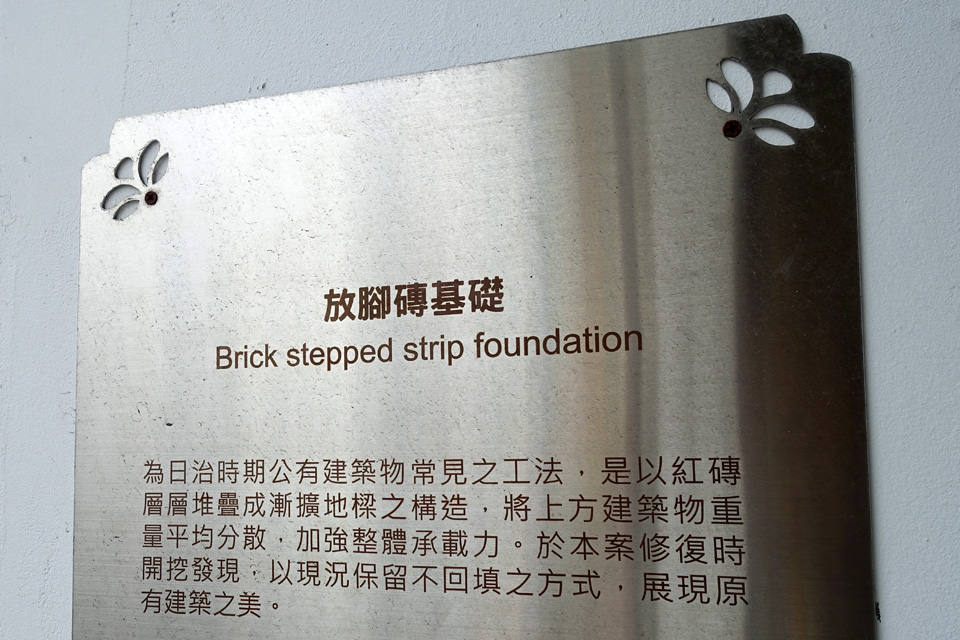 放腳磚基礎
Brick stepped strip foundation
為日治時期公有建築物常見之工法，是以紅磚
層層堆疊成漸擴地樑之構造，將上方建築物重
量平均分散，加強整體承載力。於本案修復時
開挖發現，以現況保留不回填之方式，展現原
有建築之美。